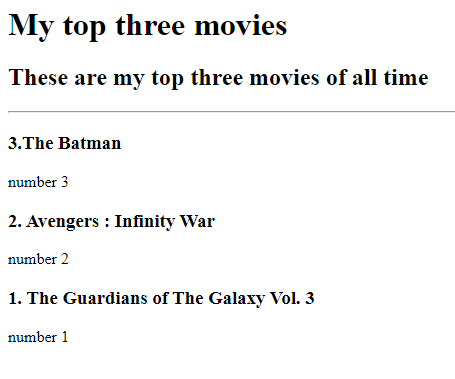 My top three movies
These are my top three movies of all time
3.The Batman
number 3
2. Avengers : Infinity War
number 2
1. The Guardians of The Galaxy Vol. 3
number 1